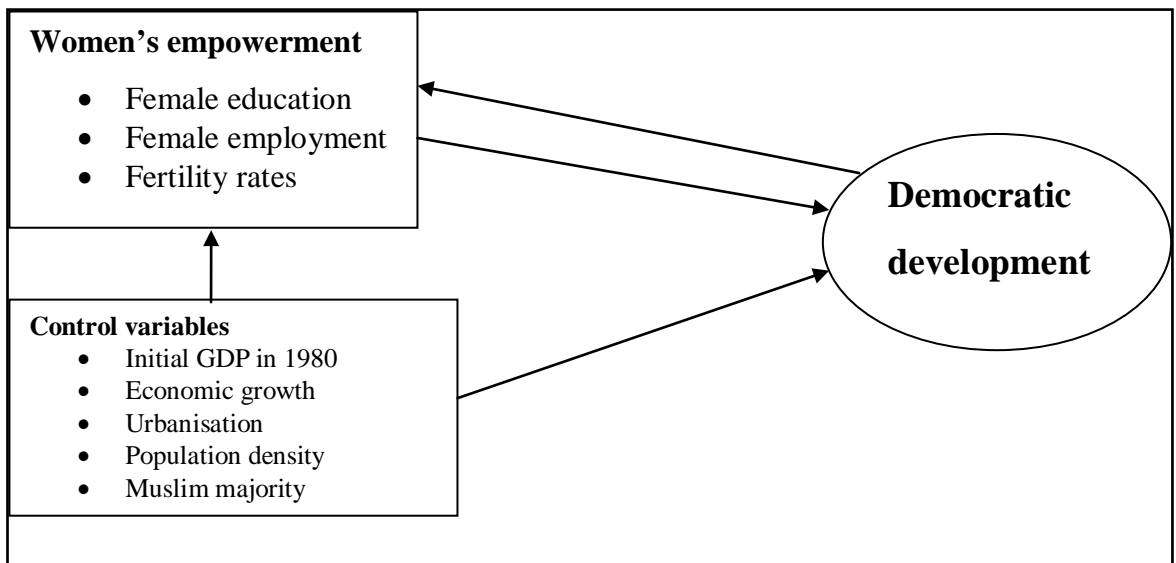 Women’s empowerment
• Female education
• Female employment
• Fertility rates
Democratic
development
Control variables
• Initial GDP in 1980
• Economic growth
• Urbanisation
• Population density
• Muslim majority